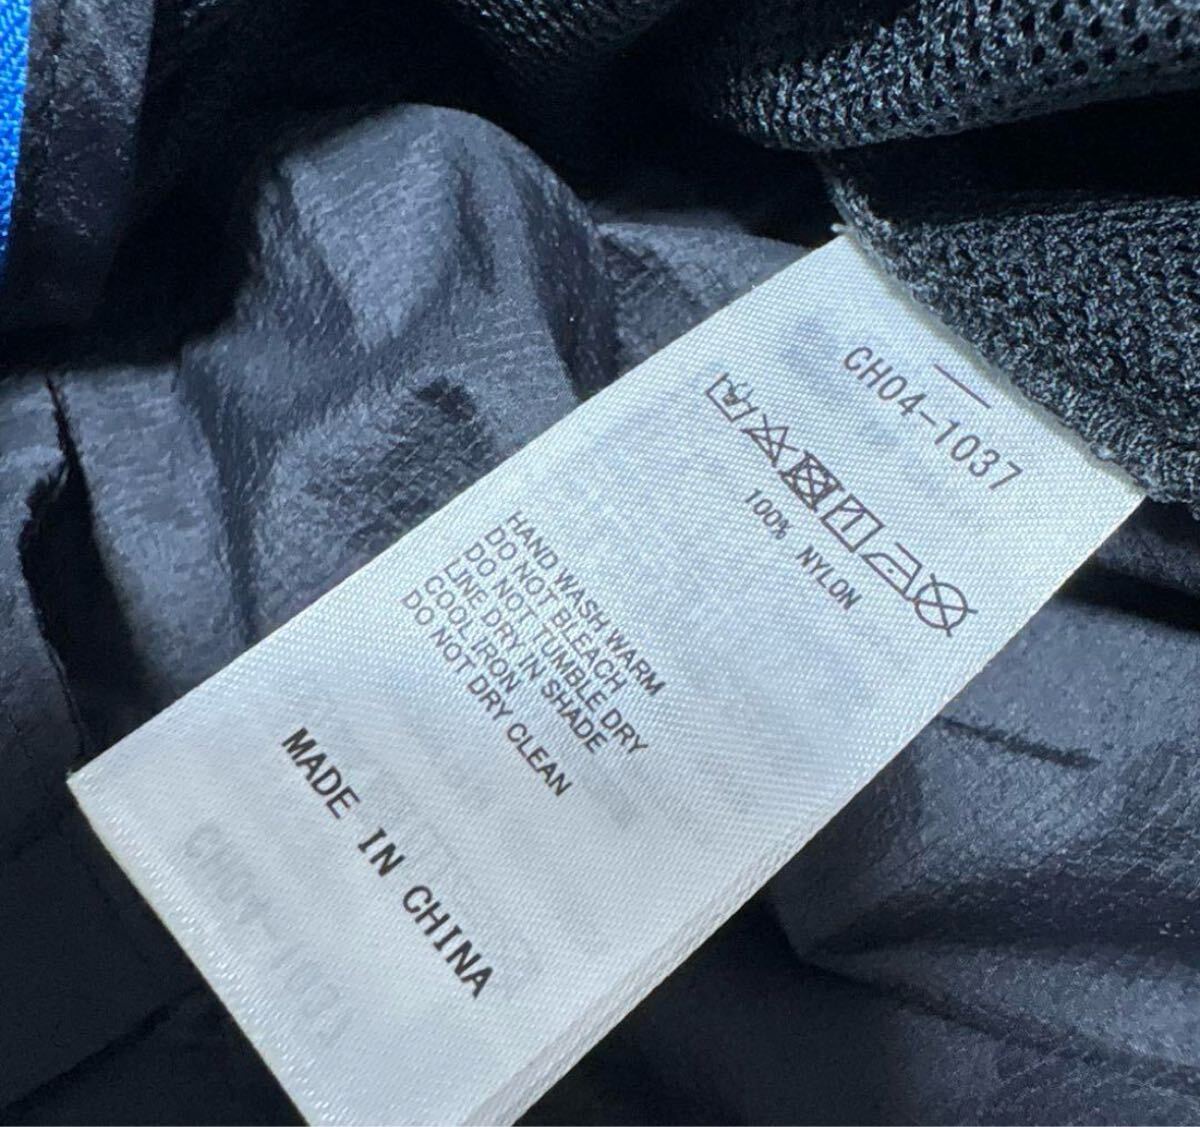 CH04-1037
100% NYLON
HAND WASH WARM
DO NOT BLEACH
DO NOT TUMBLE DRY
LINE DRY IN SHADE
COOL IRON
DO NOT DRY CLEAN
MADE IN CHINA